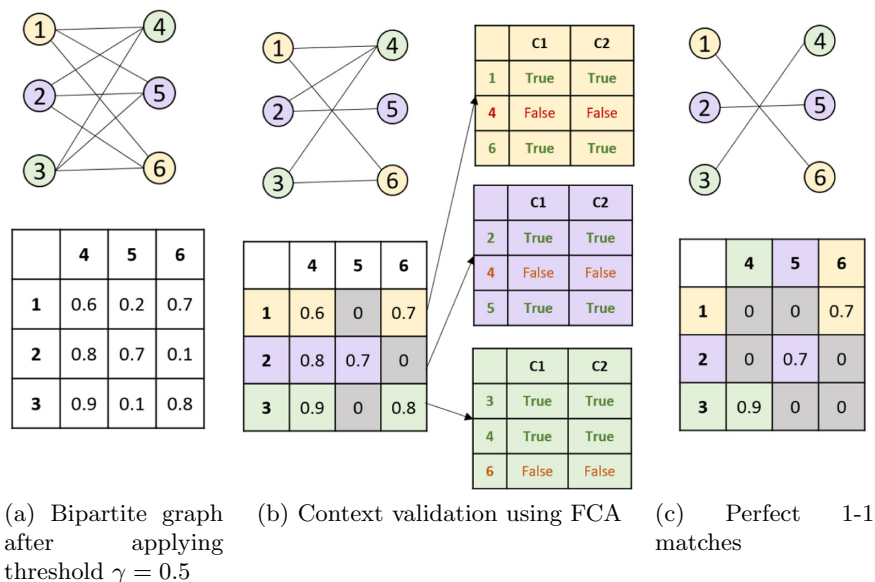 1
4
2
5
3
6
4 5 6
1 0.6 0.2 0.7
2 0.8 0.7 0.1
3 0.9 0.1 0.8
(a) Bipartite graph
after applying
threshold γ = 0.5
1
4
2
5
3
6
4 5 6
1 0.6 0 0.7
2 0.8 0.7 0
3 0.9 0 0.8
C1 C2
1 True True
4 False False
6 True True
C1 C2
2 True True
4 False False
5 True True
C1 C2
3 True True
4 True True
6 False False
(b) Context validation using FCA
1
4
2
5
3
6
4 5 6
1 0 0 0.7
2 0 0.7 0
3 0.9 0 0
(c) Perfect 1-1
matches